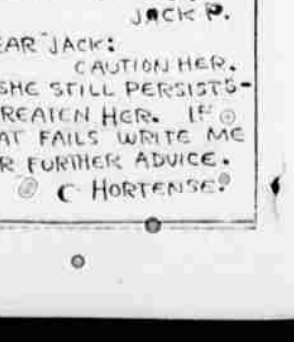 JACK P.
EAR JACK:
CAUTION HER.
SHE STILL PERSISTS-
REATEN HER. IF
AT FAILS WRITE ME
R FURTHER ADVICE.
HORTENSE.